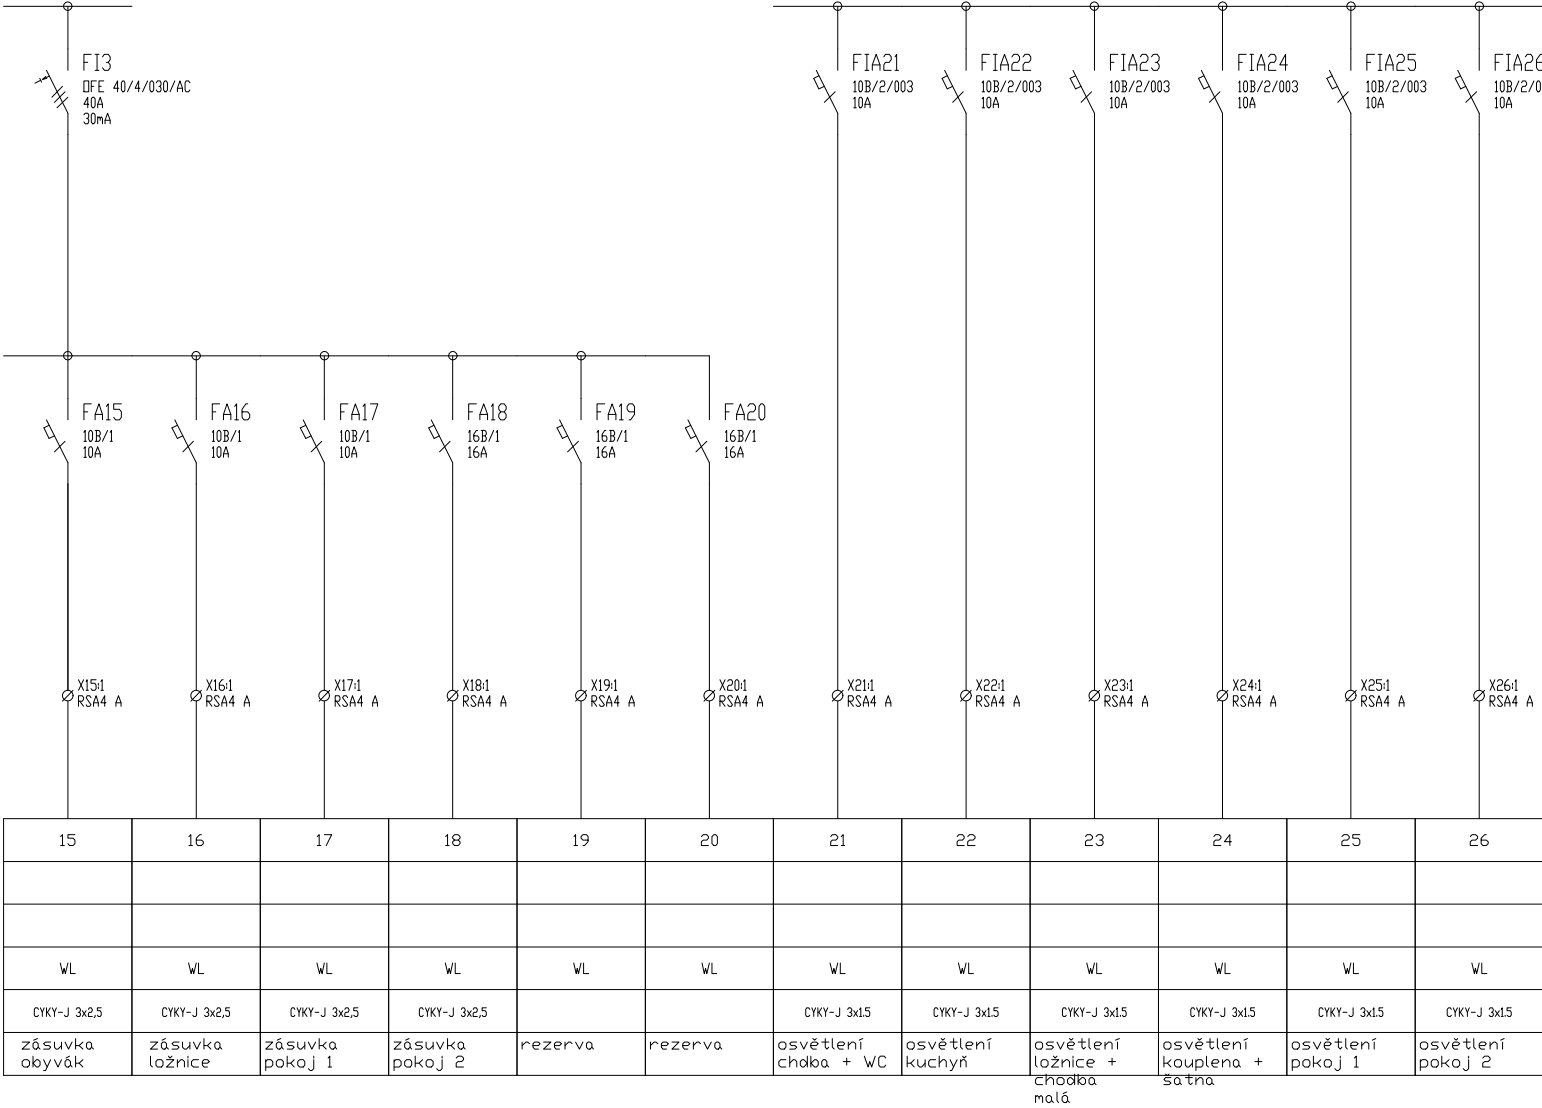 FI3
OFE 40/4/030/AC
40A
30mA
FIA21
10B/2/003
10A
FIA22
10B/2/003
10A
FIA23
10B/2/003
10A
FIA24
10B/2/003
10A
FIA25
10B/2/003
10A
FIA26
10B/2/0
10A
FA15
10B/1
10A
FA16
10B/1
10A
FA17
10B/1
10A
FA18
16B/1
16A
FA19
16B/1
16A
FA20
16B/1
16A
X15:1
RSA4 A
X16:1
RSA4 A
X17:1
RSA4 A
X18:1
RSA4 A
X19:1
RSA4 A
X20:1
RSA4 A
X21:1
RSA4 A
X22:1
RSA4 A
X23:1
RSA4 A
X24:1
RSA4 A
X25:1
RSA4 A
X26:1
RSA4 A
15 16 17 18 19 20 21 22 23 24 25 26
WL WL WL WL WL WL WL WL WL WL WL WL
CYKY-J 3x2,5 CYKY-J 3x2,5 CYKY-J 3x2,5 CYKY-J 3x2,5 CYKY-J 3x1.5 CYKY-J 3x1.5 CYKY-J 3x1.5 CYKY-J 3x1.5 CYKY-J 3x1.5 CYKY-J 3x1.5
zásuvka
obyvák
zásuvka
ložnice
zásuvka
pokoj 1
zásuvka
pokoj 2
rezerva
rezerva
osvětlení
chdba + WC
osvětlení
kuchyň
osvětlení
ložnice +
chodba
malá
osvětlení
kouplena +
šatna
osvětlení
pokoj 1
osvětlení
pokoj 2